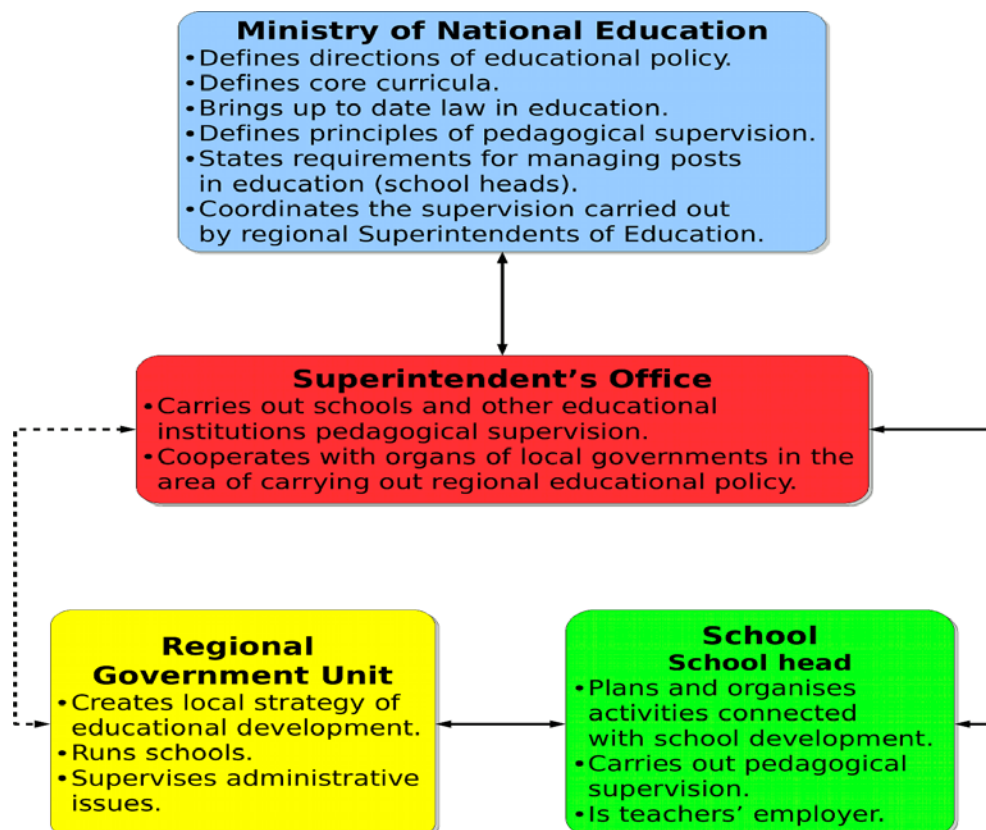 Ministry of National Education
•Defines directions of educational policy.
•Defines core curricula.
•Brings up to date law in education.
•Defines principles of pedagogical supervision.
•States requirements for managing posts
in education (school heads).
•Coordinates the supervision carried out
by regional Superintendents of Education.
Superintendent's Office
•Carries out schools and other educational
institutions pedagogical supervision.
•Cooperates with organs of local governments in the
area of carrying out regional educational policy.
Regional
Government Unit
•Creates local strategy of
educational development.
•Runs schools.
•Supervises administrative
issues.
School
School head
•Plans and organises
activities connected
with school development.
•Carries out pedagogical
supervision.
•Is teachers' employer.